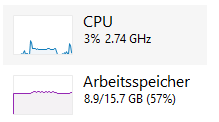 CPU
3% 2.74 GHz
Arbeitsspeicher
8.9/15.7 GB (57%)